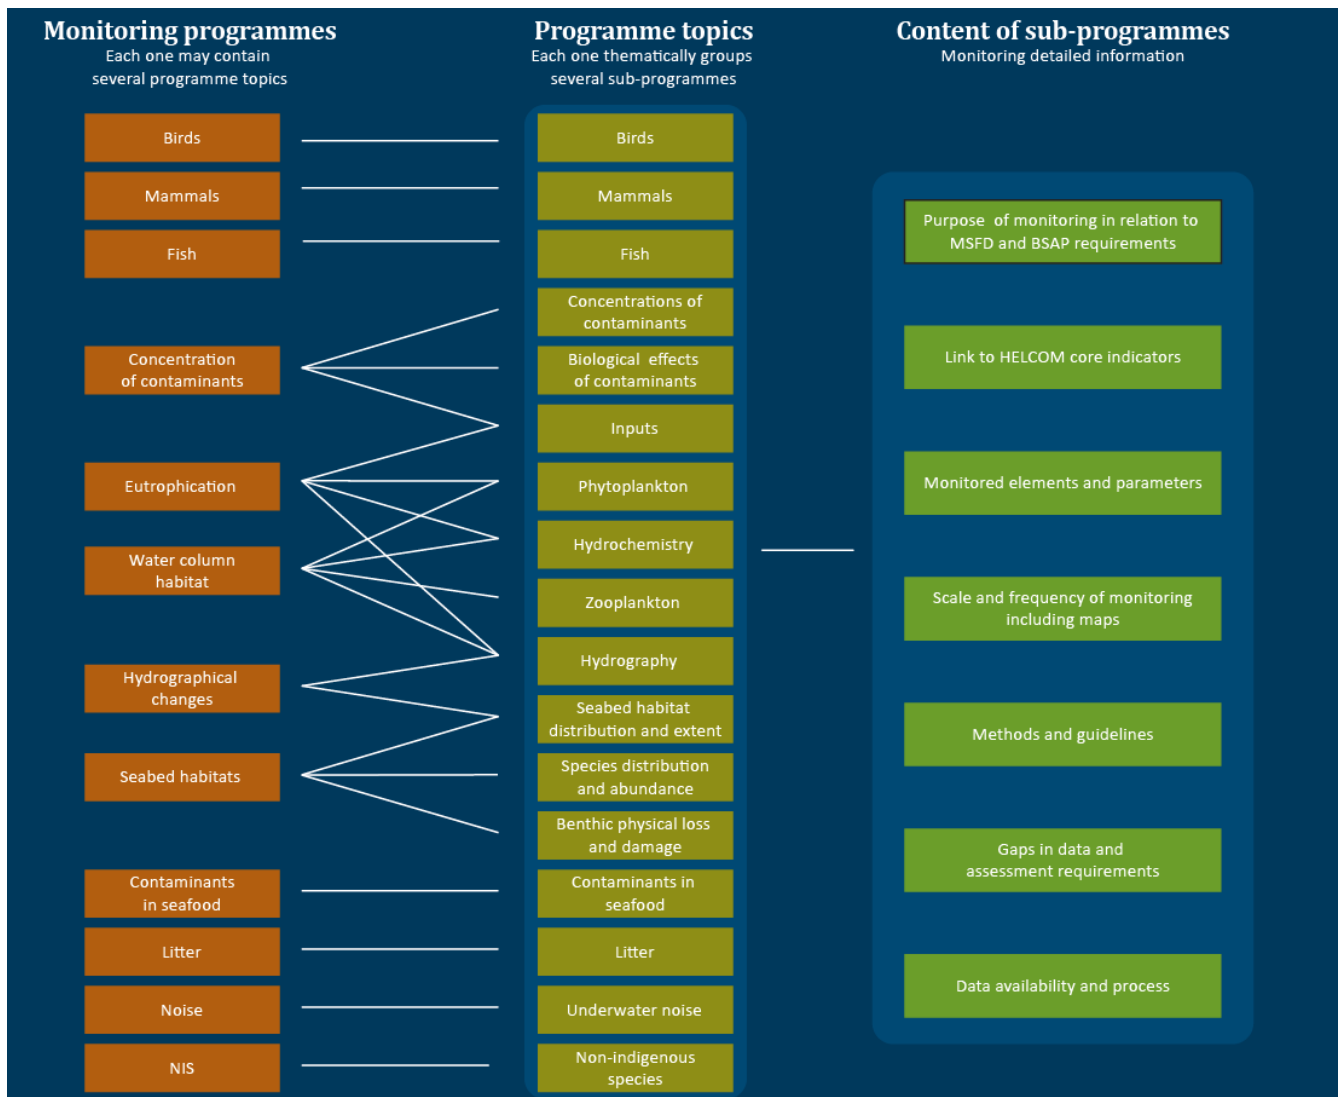 Monitoring programmes
Each one may contain
several programme topics
Birds
Mammals
Fish
Concentration
of contaminants
Eutrophication
Water column
habitat
Hydrographical
changes
Seabed habitats
Contaminants
in seafood
Litter
Noise
NIS
Programme topics
Each one thematically groups
several sub-programmes
Birds
Mammals
Fish
Concentrations of
contaminants
Biological effects
of contaminants
Inputs
Phytoplankton
Hydrochemistry
Zooplankton
Hydrography
Seabed habitat
distribution and extent
Species distribution
and abundance
Benthic physical loss
and damage
Contaminants in
seafood
Litter
Underwater noise
Non-indigenous
species
Content of sub-programmes
Monitoring detailed information
Purpose of monitoring in relation to
MSFD and BSAP requirements
Link to HELCOM core indicators
Monitored elements and parameters
Scale and frequency of monitoring
including maps
Methods and guidelines
Gaps in data and
assessment requirements
Data availability and process